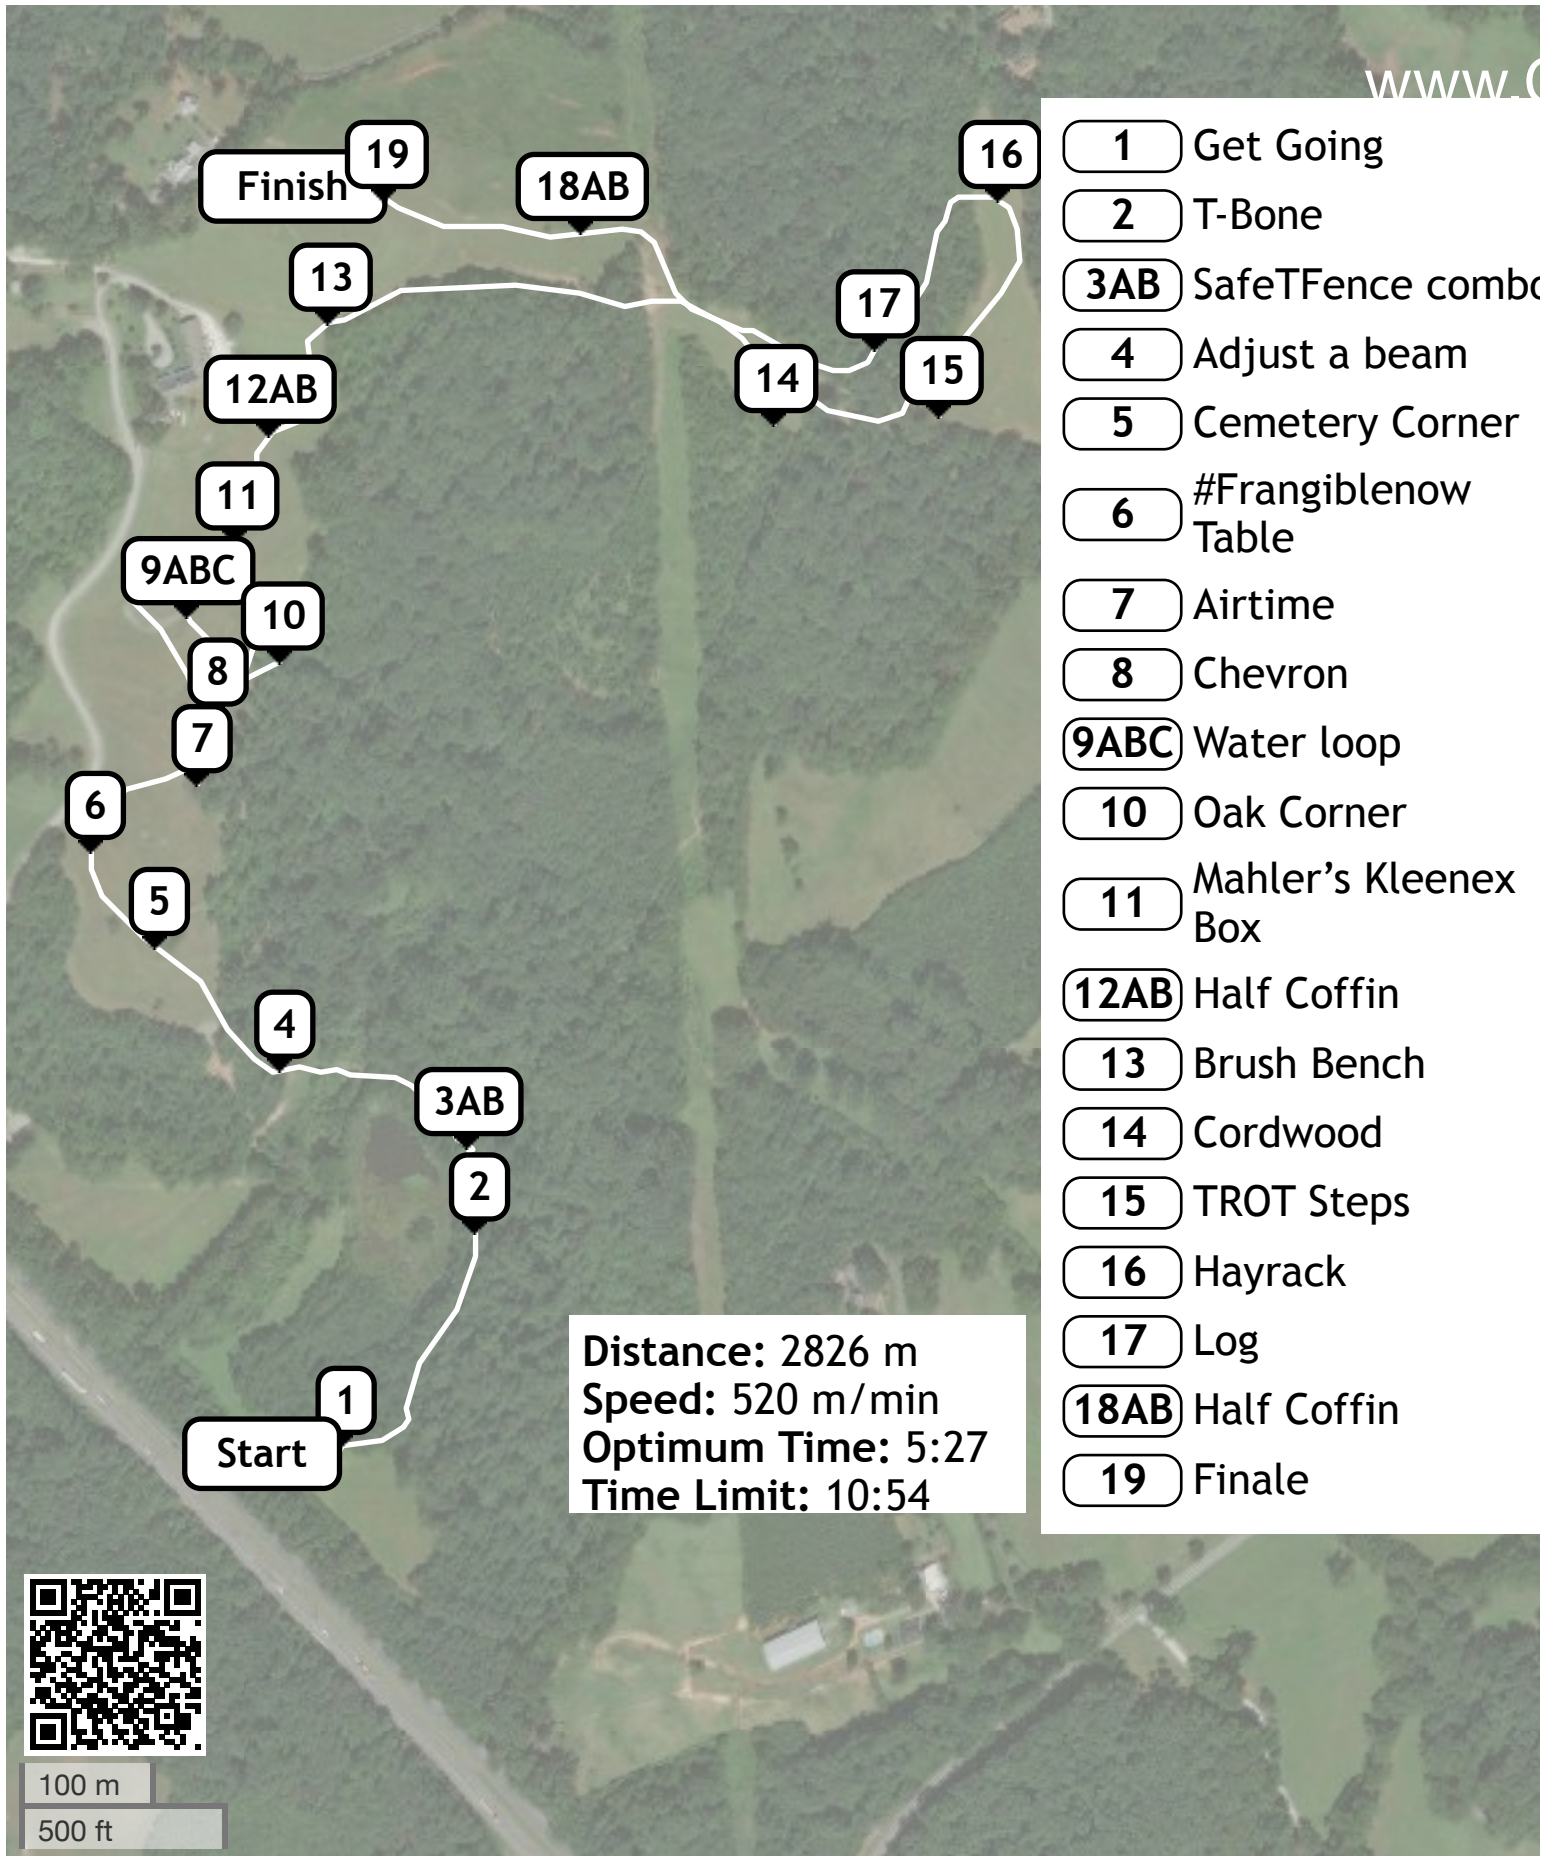 www.
19
16
Finish
18AB
13
17
14
15
12AB
11
9ABC
10
8
7
6
5
4
3AB
2
1
Start
1 Get Going
2 T-Bone
3AB SafeTFence combo
4 Adjust a beam
5 Cemetery Corner
6 #Frangiblenow
Table
7 Airtime
8 Chevron
9ABC Water loop
10 Oak Corner
11 Mahler’s Kleenex
Box
12AB Half Coffin
13 Brush Bench
14 Cordwood
15 TROT Steps
16 Hayrack
17 Log
18AB Half Coffin
19 Finale
Distance: 2826 m
Speed: 520 m/min
Optimum Time: 5:27
Time Limit: 10:54
100 m
500 ft